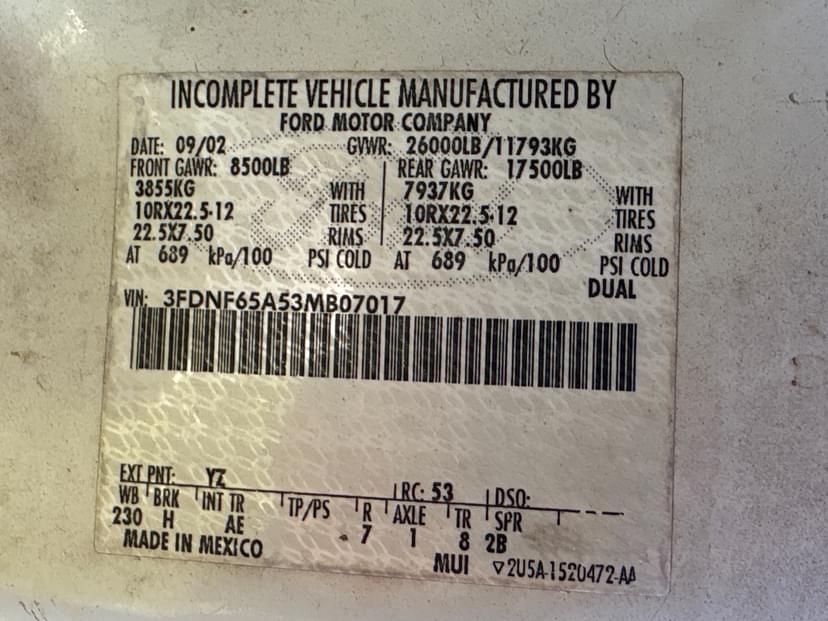 INCOMPLETE VEHICLE MANUFACTURED BY
FORD MOTOR COMPANY
DATE: 09/02 GVWR: 26000LB/11793KG
FRONT GAWR: 8500LB REAR GAWR: 17500LB
3855KG WITH 7937KG WITH
10RX22.5-12 TIRES 10RX22.5-12 TIRES
22.5X7.50 RIMS 22.5X7.50 RIMS
AT 689 kPa/100 PSI COLD AT 689 kPa/100 PSI COLD
DUAL
VIN: 3FDNF65A53MB07017
EXT PNT: YZ RC: 53 DSO:
WB BRK INT TR TP/PS R AXLE TR SPR
230 H AE 7 1 8 2B
MADE IN MEXICO MUI ▽2U5A-1520472-AA